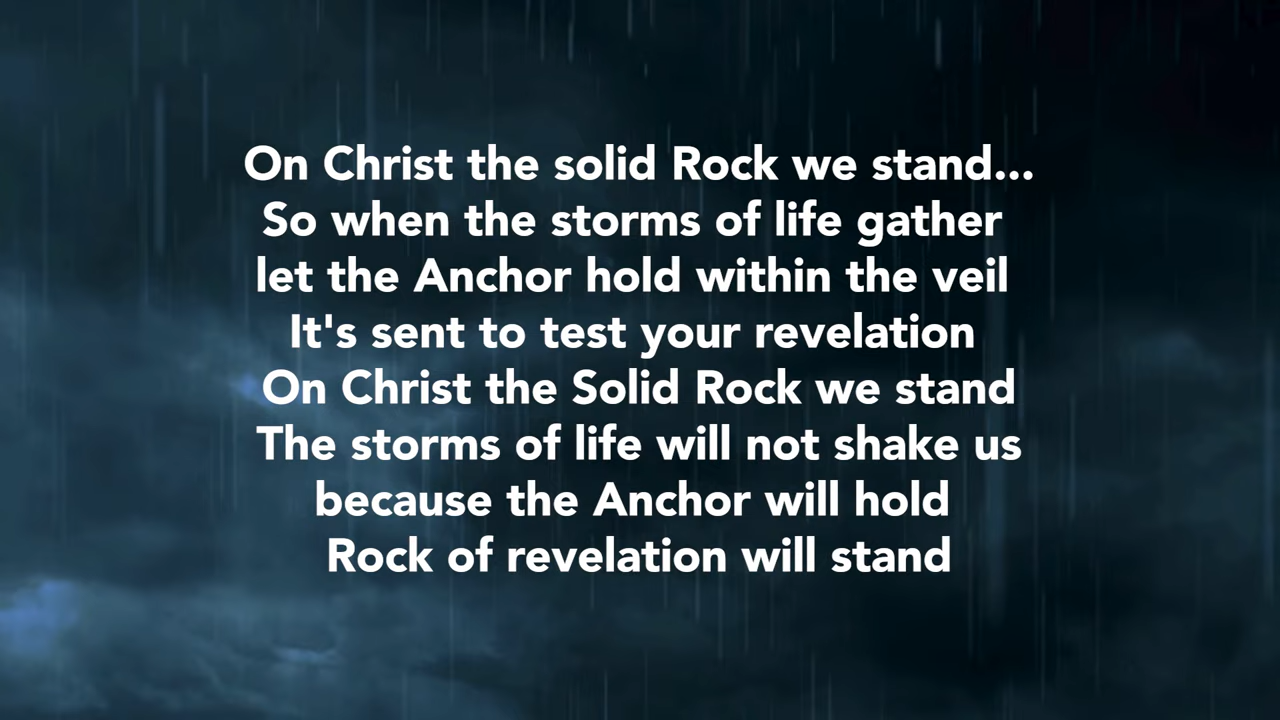 On Christ the solid Rock we stand...
So when the storms of life gather
let the Anchor hold within the veil
It's sent to test your revelation
On Christ the Solid Rock we stand
The storms of life will not shake us
because the Anchor will hold
Rock of revelation will stand